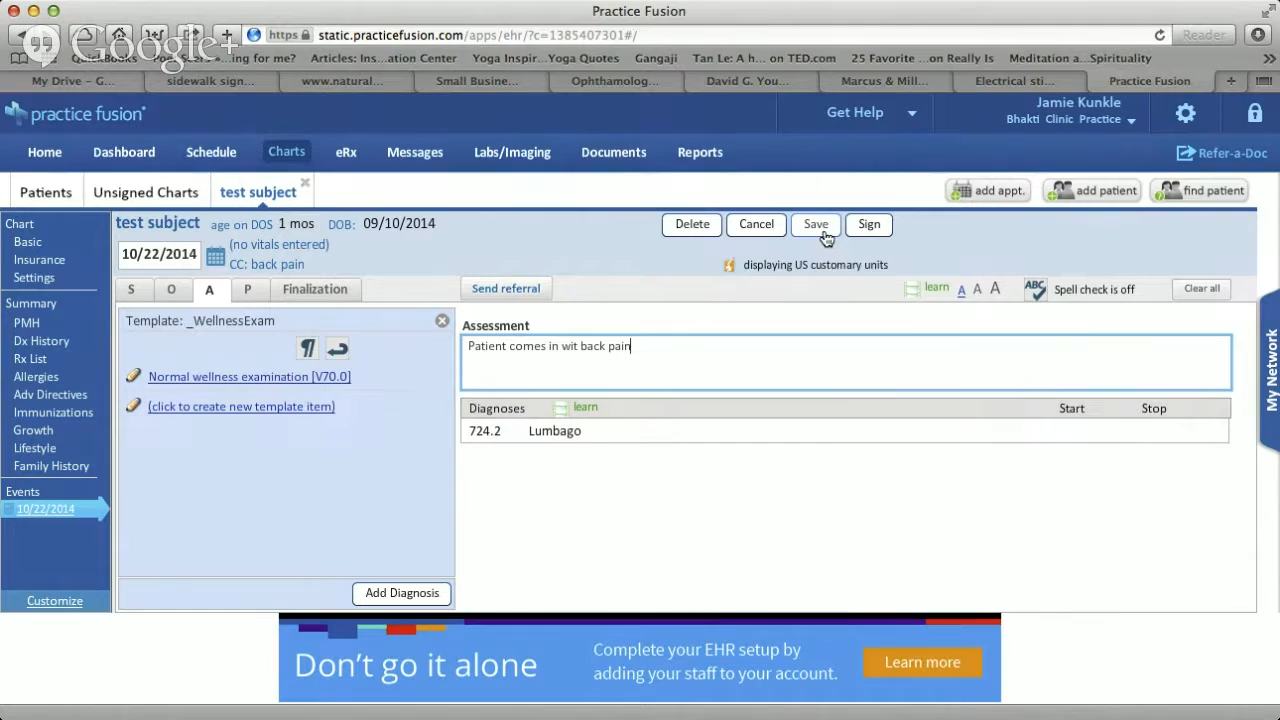 Practice Fusion
Google+
https static.practicefusion.com/apps/ehr/?c=1385407301#/ Reader
QuickBooks ing for me? Articles: Ins...ation Center Yoga Inspir...Yoga Quotes Gangaji Tan Le: A h... on TED.com 25 Favorite ...on Really Is Meditation a...Spirituality
My Drive – G... sidewalk sign... www.natural... Small Busine... Ophthamolog... David G. You... Marcus & Mill... Electrical sti... Practice Fusion
practice fusion Get Help Jamie Kunkle
Bhakti Clinic Practice
Home Dashboard Schedule Charts eRx Messages Labs/Imaging Documents Reports Refer-a-Doc
Patients Unsigned Charts test subject add appt. add patient find patient
Chart
Basic
Insurance
Settings
Summary
PMH
Dx History
Rx List
Allergies
Adv Directives
Immunizations
Growth
Lifestyle
Family History
Events
10/22/2014
Customize
test subject age on DOS 1 mos DOB: 09/10/2014 Delete Cancel Save Sign
10/22/2014 (no vitals entered)
CC: back pain displaying US customary units
S O A P Finalization Send referral learn A A A ABC Spell check is off Clear all
Template: _WellnessExam
Normal wellness examination [V70.0]
(click to create new template item)
Add Diagnosis
Assessment
Patient comes in wit back pain
Diagnoses learn Start Stop
724.2 Lumbago
My Network
Don't go it alone
Complete your EHR setup by
adding your staff to your account.
Learn more